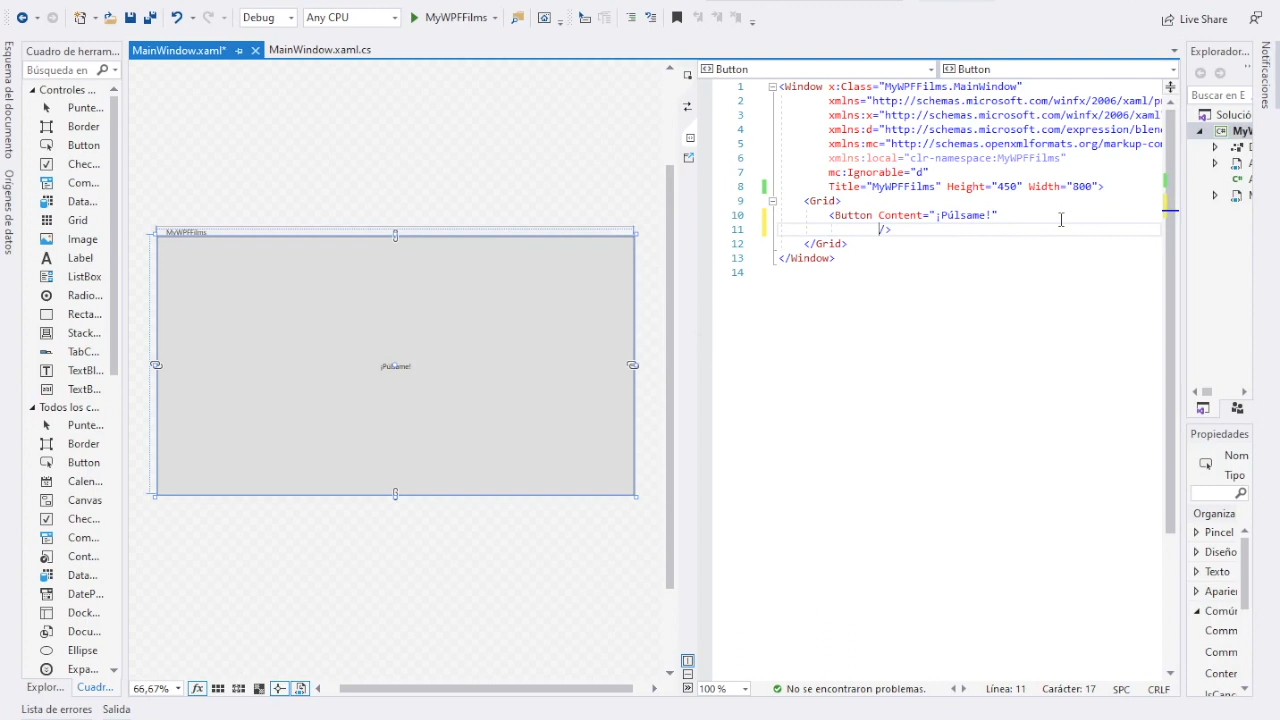 Debug
Any CPU
MyWPFFilms
Live Share
Esquema del documento
Orígenes de datos
Cuadro de herram...
Búsqueda en
Controles ...
Punte...
Border
Button
Chec...
Com...
Data...
Grid
Image
Label
ListBox
Radio...
Recta...
Stack...
TabC...
TextBl...
TextB...
Todos los c...
Punte...
Border
Button
Calen...
Canvas
Chec...
Com...
Cont...
Data...
DateP...
Dock...
Docu...
Ellipse
Expa...
Explor...
Cuadr...
Lista de errores
Salida
MainWindow.xaml*
MainWindow.xaml.cs
MyWPFFilms
¡Púlsame!
66,67%
Button
Button
1 <Window x:Class="MyWPFFilms.MainWindow"
2 xmlns="http://schemas.microsoft.com/winfx/2006/xaml/p
3 xmlns:x="http://schemas.microsoft.com/winfx/2006/xaml
4 xmlns:d="http://schemas.microsoft.com/expression/blen
5 xmlns:mc="http://schemas.openxmlformats.org/markup-co
6 xmlns:local="clr-namespace:MyWPFFilms"
7 mc:Ignorable="d"
8 Title="MyWPFFilms" Height="450" Width="800">
9 <Grid>
10 <Button Content="¡Púlsame!"
11 />
12 </Grid>
13 </Window>
14
100 %
No se encontraron problemas.
Línea: 11
Carácter: 17
SPC
CRLF
Explorador...
Buscar en E
Solució
MyW
Propiedades
Nom
Tipo
Organiza
Pincel
Diseño
Texto
Aparier
Comúr
Comm
Comm
Conter
IsCanc
Notificaciones